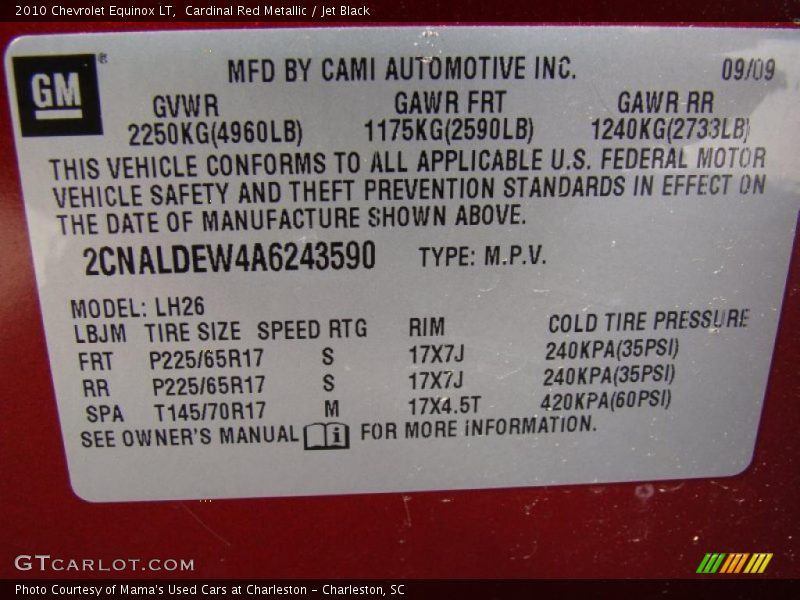 2010 Chevrolet Equinox LT,  Cardinal Red Metallic / Jet Black
GM®
MFD BY CAMI AUTOMOTIVE INC. 09/09
GVWR GAWR FRT GAWR RR
2250KG(4960LB) 1175KG(2590LB) 1240KG(2733LB)
THIS VEHICLE CONFORMS TO ALL APPLICABLE U.S. FEDERAL MOTOR
VEHICLE SAFETY AND THEFT PREVENTION STANDARDS IN EFFECT ON
THE DATE OF MANUFACTURE SHOWN ABOVE.
2CNALDEW4A6243590 TYPE: M.P.V.
MODEL: LH26
LBJM TIRE SIZE SPEED RTG RIM COLD TIRE PRESSURE
FRT P225/65R17 S 17X7J 240KPA(35PSI)
RR P225/65R17 S 17X7J 240KPA(35PSI)
SPA T145/70R17 M 17X4.5T 420KPA(60PSI)
SEE OWNER'S MANUAL FOR MORE INFORMATION.
GTCARLOT.COM
Photo Courtesy of Mama's Used Cars at Charleston - Charleston, SC